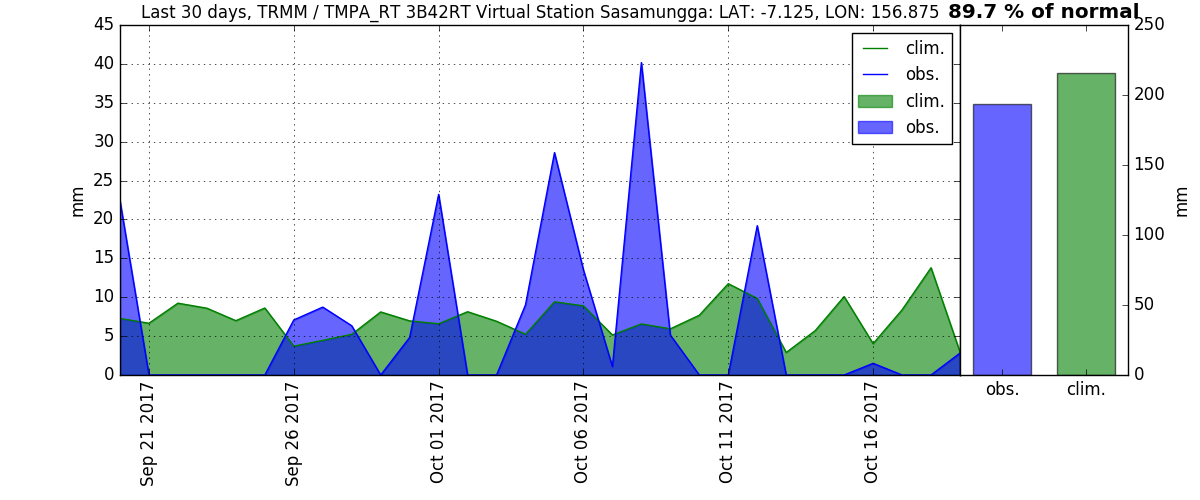 Last 30 days, TRMM / TMPA_RT 3B42RT Virtual Station Sasamungga: LAT: -7.125, LON: 156.875
89.7 % of normal
45
40
35
30
25
20
15
10
5
0
mm
clim.
obs.
clim.
obs.
Sep 21 2017
Sep 26 2017
Oct 01 2017
Oct 06 2017
Oct 11 2017
Oct 16 2017
250
200
150
100
50
0
mm
obs.
clim.